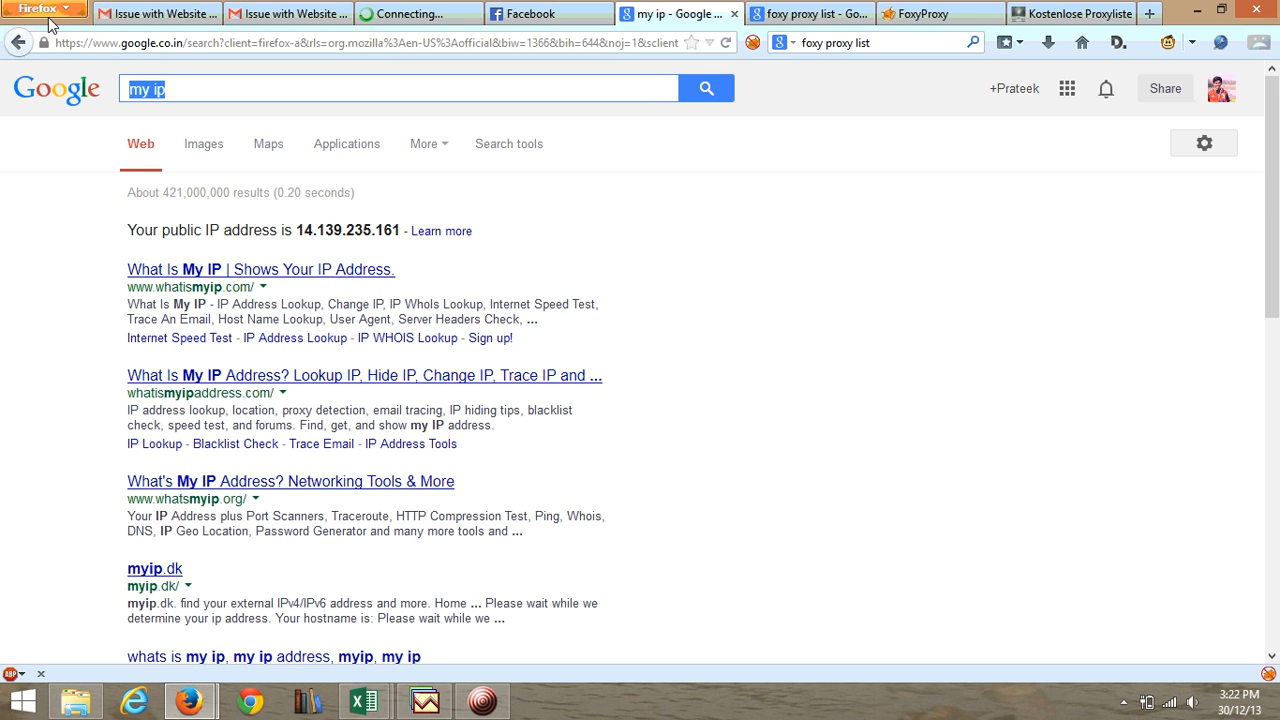 Firefox
Issue with Website ...
Issue with Website ...
Connecting...
Facebook
my ip - Google ...
foxy proxy list - Go...
FoxyProxy
Kostenlose Proxyliste
https://www.google.co.in/search?client=firefox-a&rls=org.mozilla%3Aen-US%3Aofficial&biw=1366&bih=644&noj=1&sclient
foxy proxy list
D.
Google
my ip
+Prateek
Share
Web
Images
Maps
Applications
More
Search tools
About 421,000,000 results (0.20 seconds)
Your public IP address is 14.139.235.161 - Learn more
What Is My IP | Shows Your IP Address.
www.whatismyip.com/
What Is My IP - IP Address Lookup, Change IP, IP WhoIs Lookup, Internet Speed Test,
Trace An Email, Host Name Lookup, User Agent, Server Headers Check, ...
Internet Speed Test - IP Address Lookup - IP WHOIS Lookup - Sign up!
What Is My IP Address? Lookup IP, Hide IP, Change IP, Trace IP and ...
whatismyipaddress.com/
IP address lookup, location, proxy detection, email tracing, IP hiding tips, blacklist
check, speed test, and forums. Find, get, and show my IP address.
IP Lookup - Blacklist Check - Trace Email - IP Address Tools
What's My IP Address? Networking Tools & More
www.whatsmyip.org/
Your IP Address plus Port Scanners, Traceroute, HTTP Compression Test, Ping, Whois,
DNS, IP Geo Location, Password Generator and many more tools and ...
myip.dk
myip.dk/
myip.dk. find your external IPv4/IPv6 address and more. Home ... Please wait while we
determine your ip address. Your hostname is: Please wait while we ...
whats is my ip, my ip address, myip, my ip
ABP
3:22 PM
30/12/13